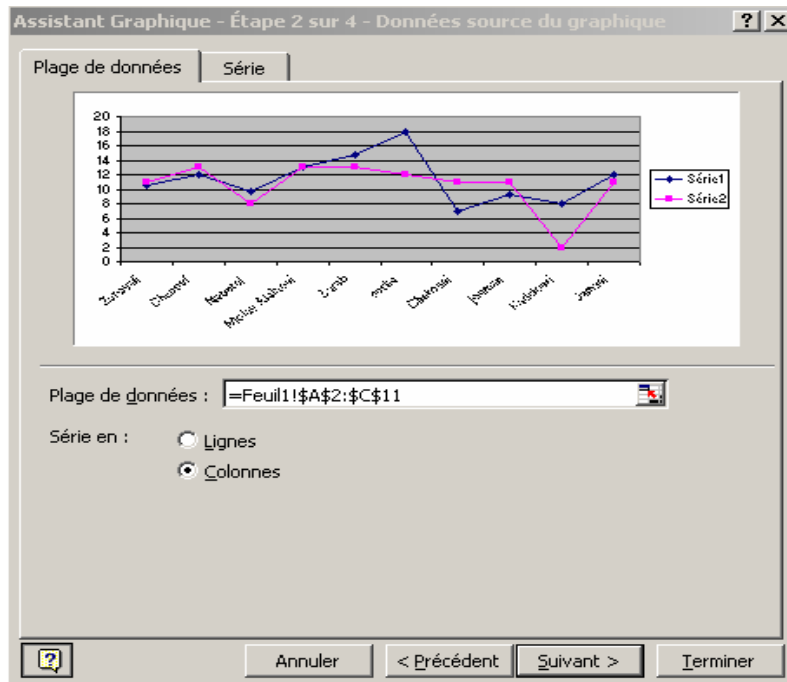 Assistant Graphique - Étape 2 sur 4 - Données source du graphique
Plage de données
Série
20
18
16
14
12
10
8
6
4
2
0
Série1
Série2
Plage de données :
=Feuil1!$A$2:$C$11
Série en :
Lignes
Colonnes
Annuler
< Précédent
Suivant >
Terminer